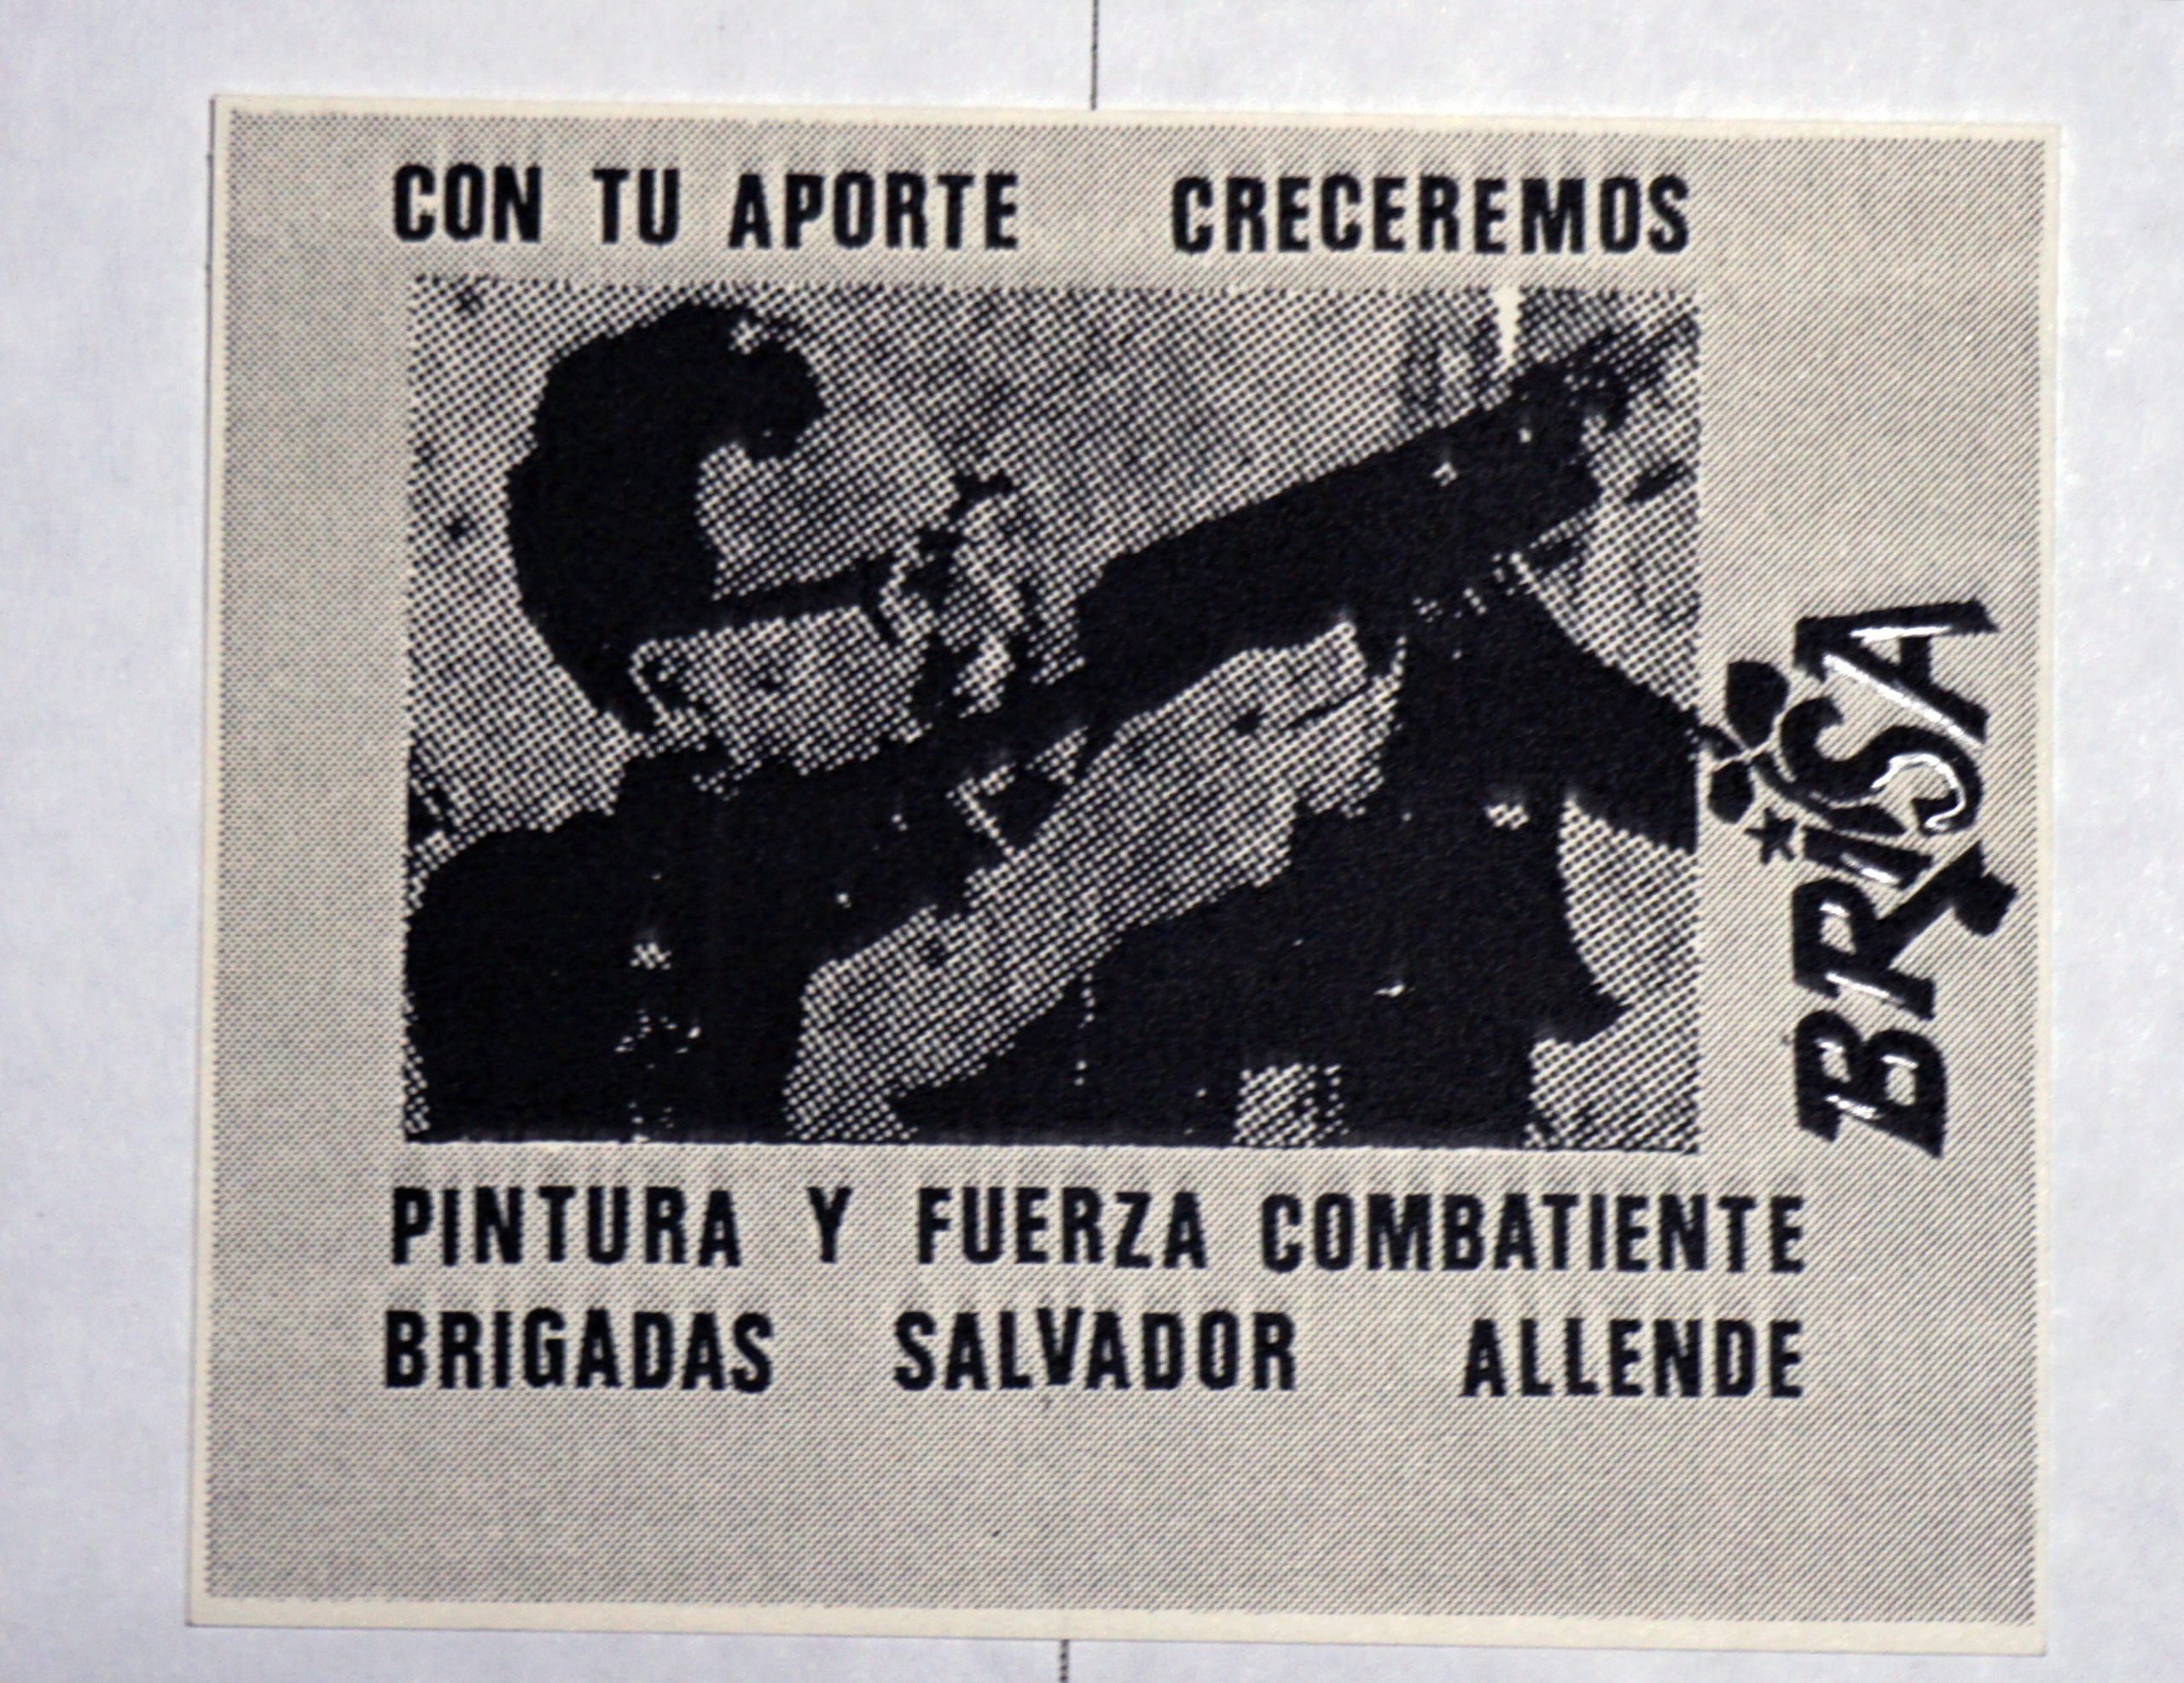 CON TU APORTE CRECEREMOS
BRiSA
PINTURA Y FUERZA COMBATIENTE
BRIGADAS SALVADOR ALLENDE